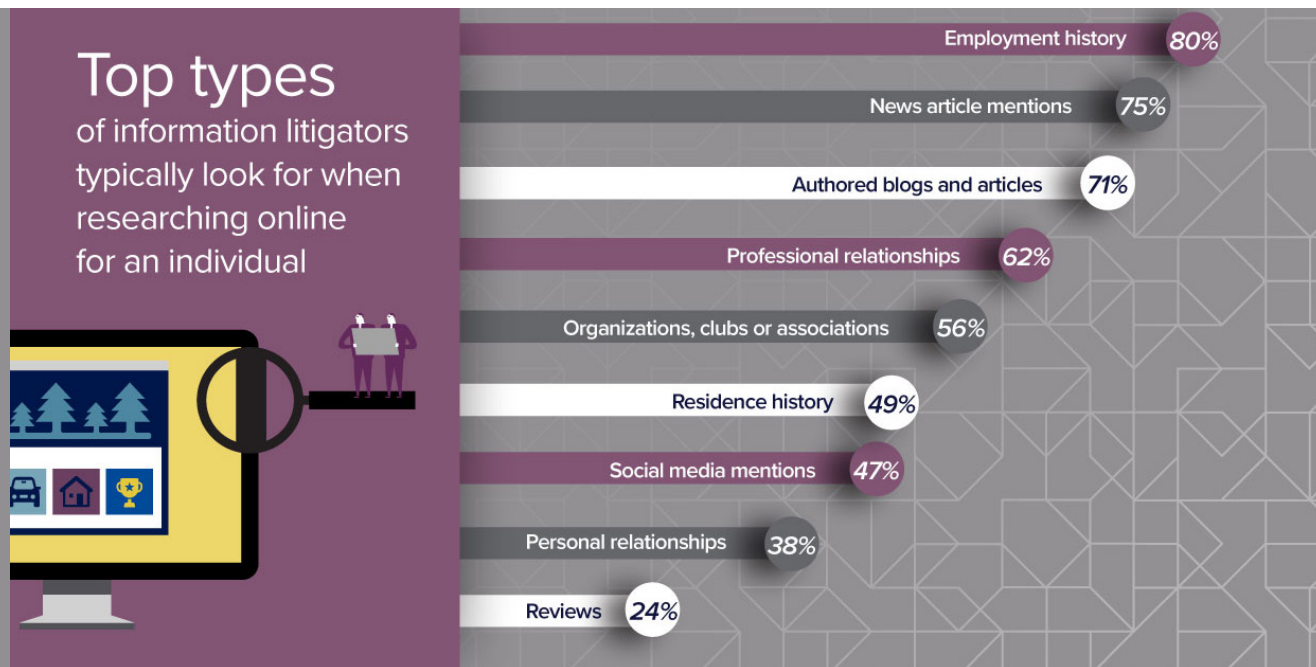 Top types
of information litigators
typically look for when
researching online
for an individual
Employment history 80%
News article mentions 75%
Authored blogs and articles 71%
Professional relationships 62%
Organizations, clubs or associations 56%
Residence history 49%
Social media mentions 47%
Personal relationships 38%
Reviews 24%